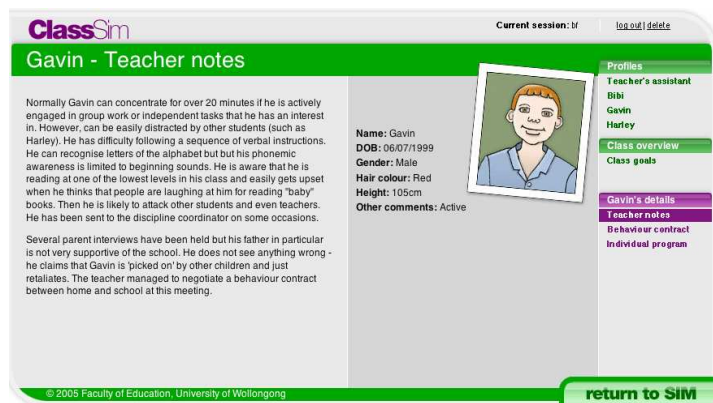 ClassSim
Current session: bf
log out | delete
Gavin - Teacher notes
Normally Gavin can concentrate for over 20 minutes if he is actively
engaged in group work or independent tasks that he has an interest
in. However, can be easily distracted by other students (such as
Harley). He has difficulty following a sequence of verbal instructions.
He can recognise letters of the alphabet but but his phonemic
awareness is limited to beginning sounds. He is aware that he is
reading at one of the lowest levels in his class and easily gets upset
when he thinks that people are laughing at him for reading "baby"
books. Then he is likely to attack other students and even teachers.
He has been sent to the discipline coordinator on some occasions.
Several parent interviews have been held but his father in particular
is not very supportive of the school. He does not see anything wrong -
he claims that Gavin is 'picked on' by other children and just
retaliates. The teacher managed to negotiate a behaviour contract
between home and school at this meeting.
Name: Gavin
DOB: 06/07/1999
Gender: Male
Hair colour: Red
Height: 105cm
Other comments: Active
Profiles
Teacher's assistant
Bibi
Gavin
Harley
Class overview
Class goals
Gavin's details
Teacher notes
Behaviour contract
Individual program
© 2005 Faculty of Education, University of Wollongong
return to SIM